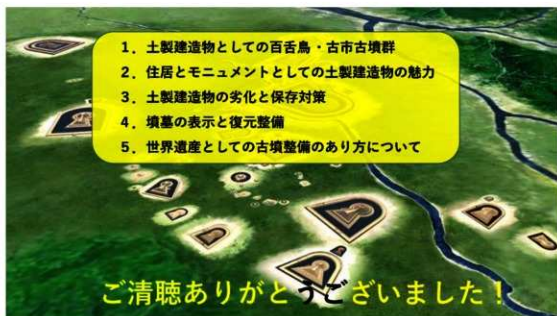 1．土製建造物としての百舌鳥・古市古墳群
2．住居とモニュメントとしての土製建造物の魅力
3．土製建造物の劣化と保存対策
4．墳墓の表示と復元整備
5．世界遺産としての古墳整備のあり方について
ご清聴ありがとうございました！